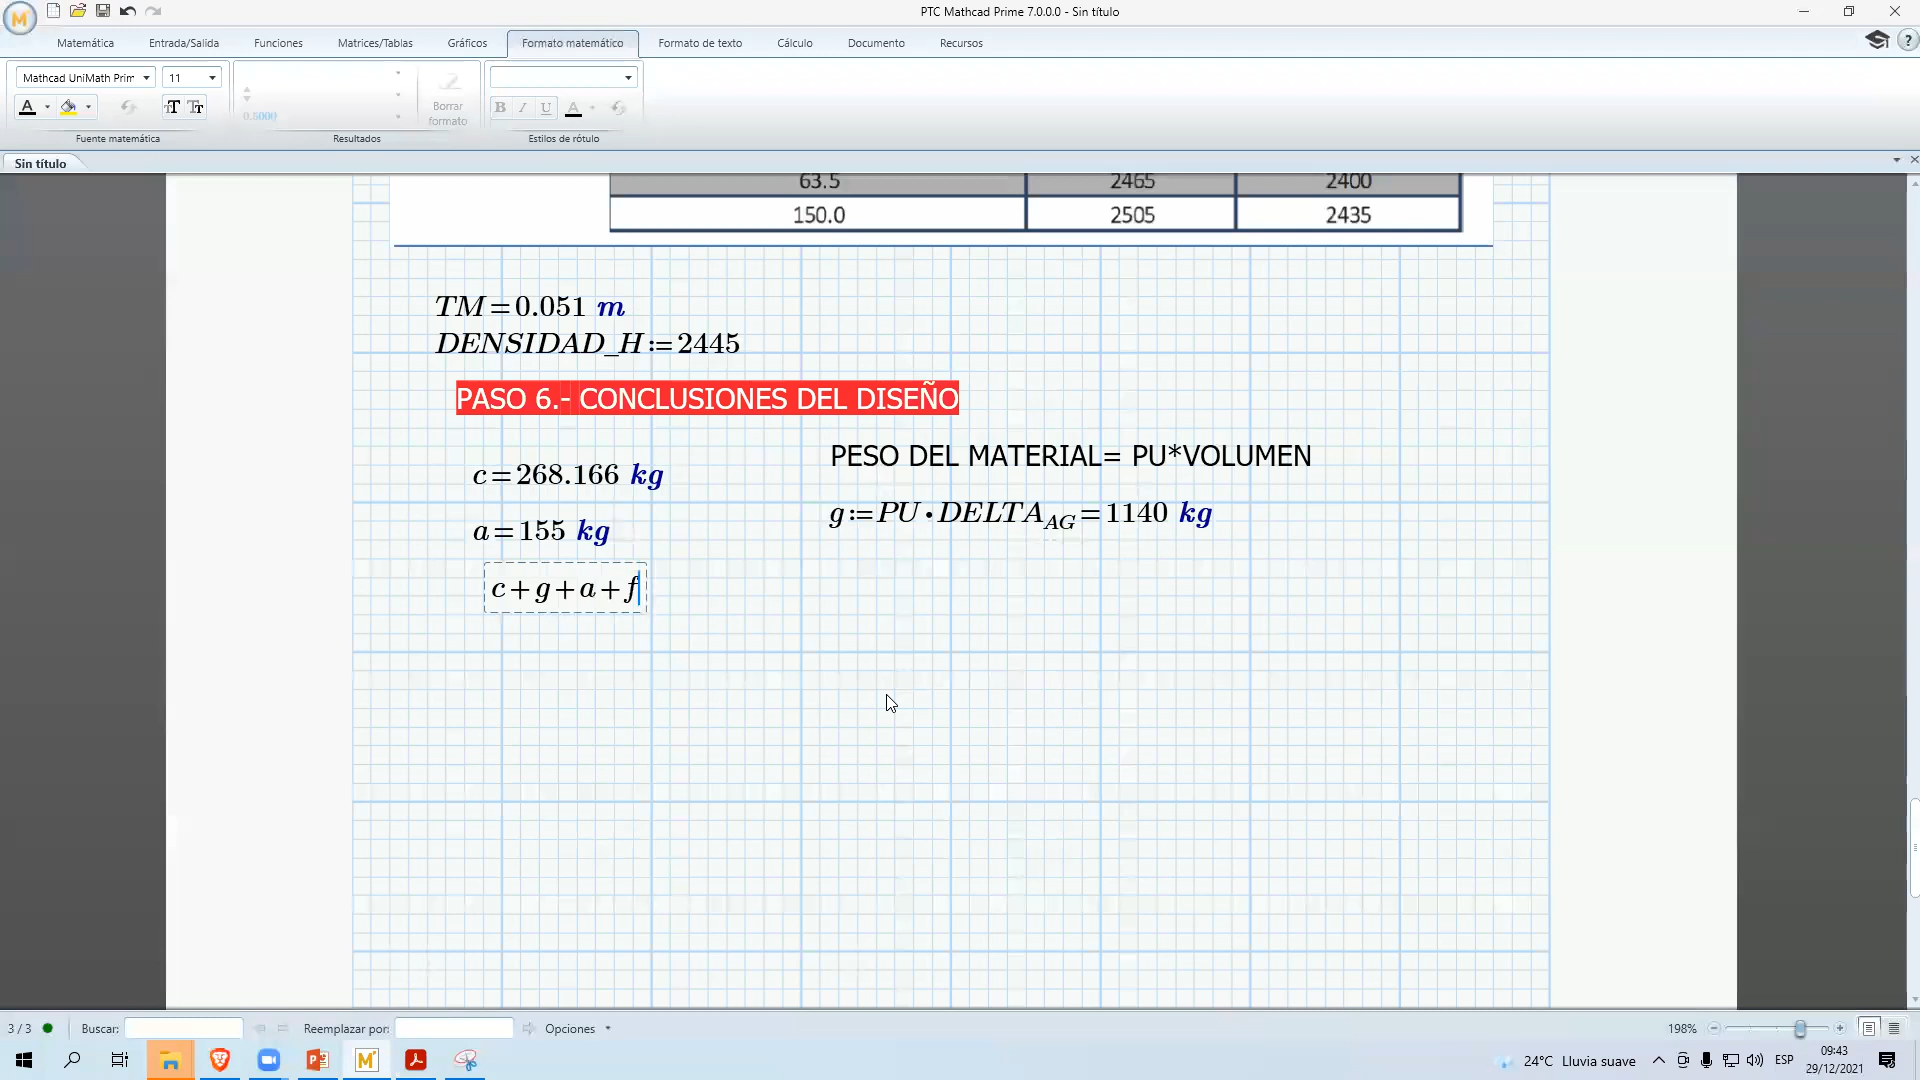 PTC Mathcad Prime 7.0.0.0 - Sin título
Matemática Entrada/Salida Funciones Matrices/Tablas Gráficos Formato matemático Formato de texto Cálculo Documento Recursos
Mathcad UniMath Prim 11
Borrar formato
0.5000
Fuente matemática Resultados Estilos de rótulo
Sin título
63.5 2465 2400
150.0 2505 2435
TM=0.051 m
DENSIDAD_H:=2445
PASO 6.- CONCLUSIONES DEL DISEÑO
PESO DEL MATERIAL= PU*VOLUMEN
c=268.166 kg
g:=PU·DELTA_AG=1140 kg
a=155 kg
c+g+a+f
3 / 3 Buscar: Reemplazar por: Opciones 198%
24°C Lluvia suave ESP 09:43
29/12/2021